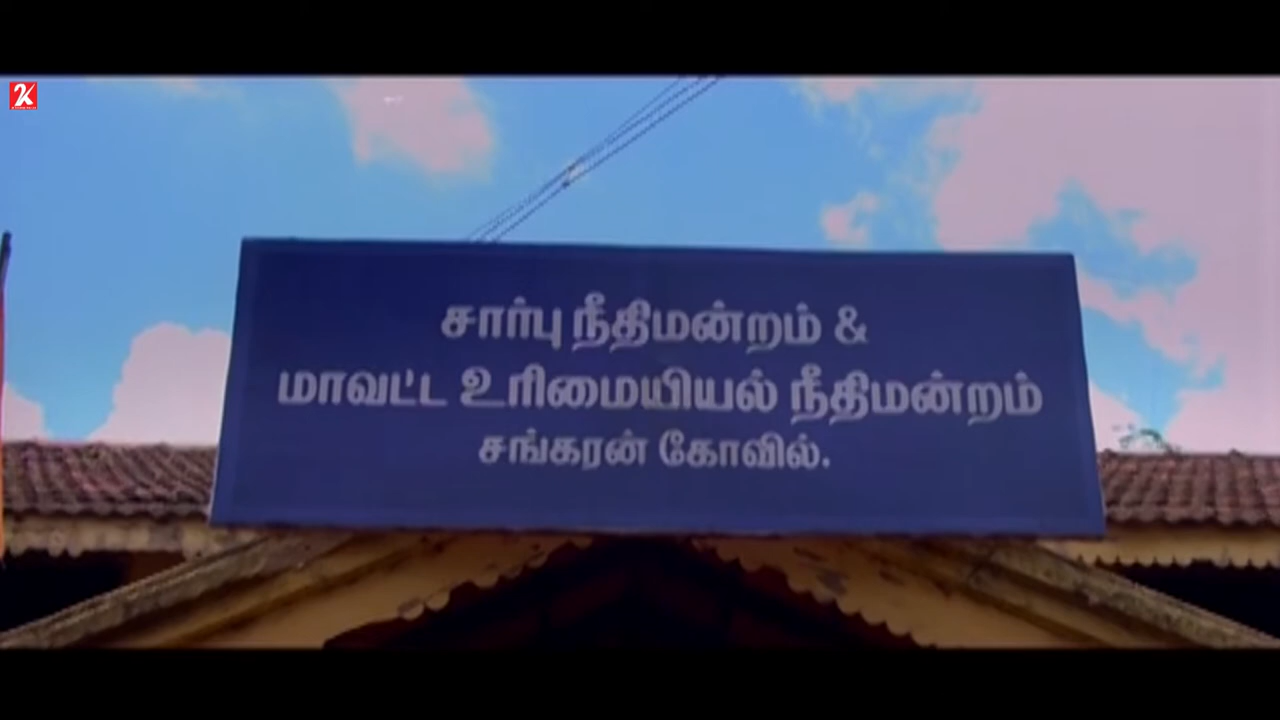 சார்பு நீதிமன்றம் &
மாவட்ட உரிமையியல் நீதிமன்றம்
சங்கரன் கோவில்.